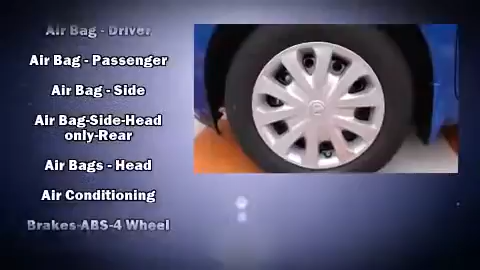 Air Bag - Driver
Air Bag - Passenger
Air Bag - Side
Air Bag-Side-Head
only-Rear
Air Bags - Head
Air Conditioning
Brakes-ABS-4 Wheel